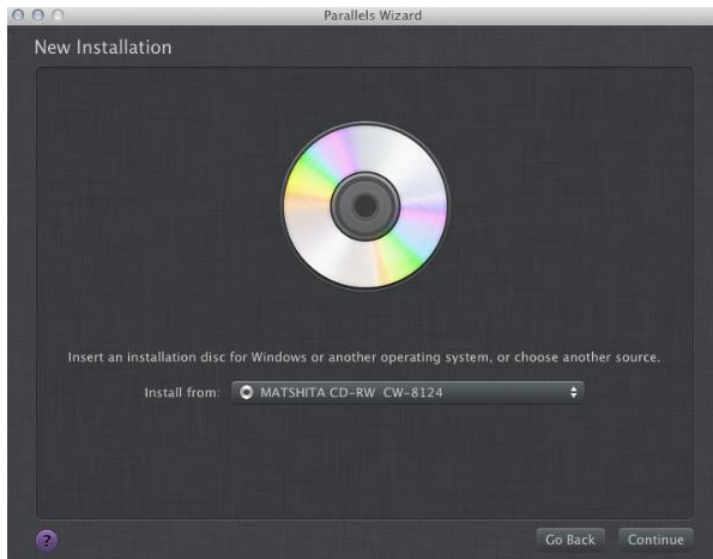 Parallels Wizard
New Installation
Insert an installation disc for Windows or another operating system, or choose another source.
Install from: MATSHITA CD-RW CW-8124
? Go Back Continue